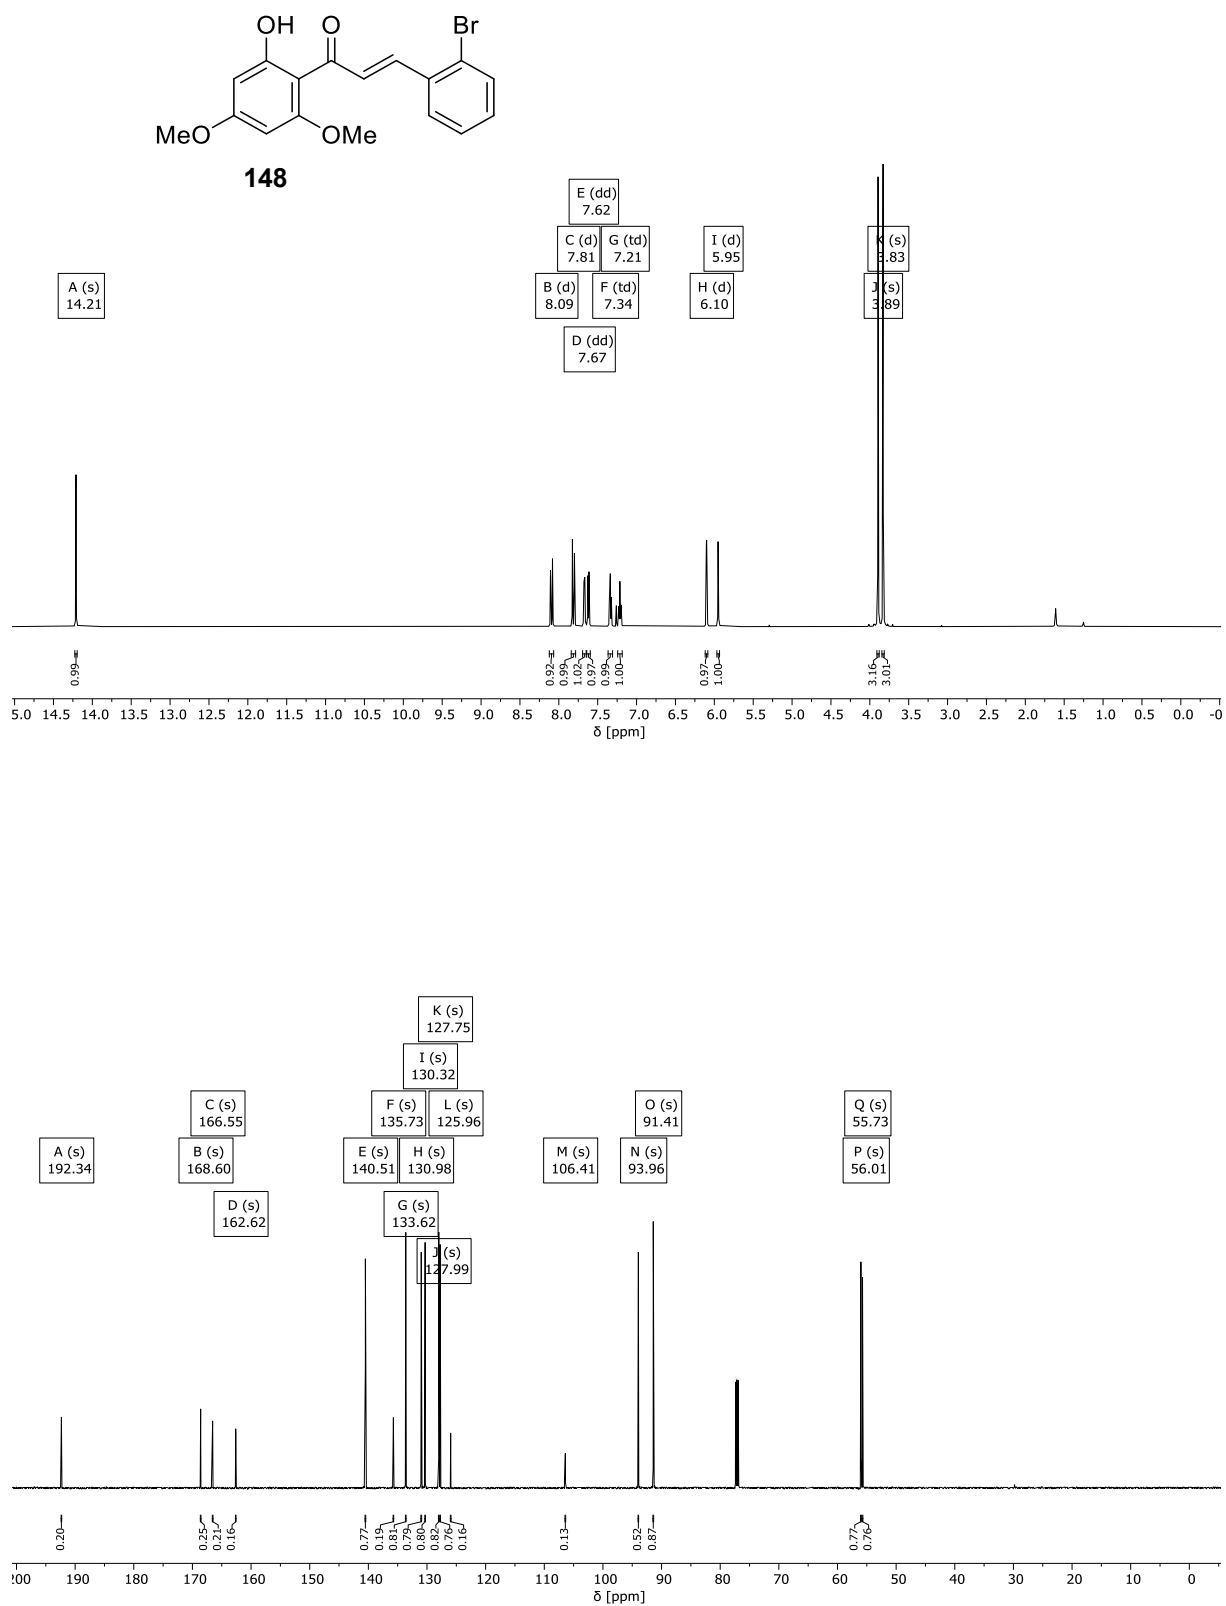 OH O Br
MeO OMe
148
E (dd)
7.62
C (d) G (td) I (d) K (s)
7.81 7.21 5.95 3.83
A (s) B (d) F (td) H (d) J (s)
14.21 8.09 7.34 6.10 3.89
D (dd)
7.67
0.99 0.92 0.99 1.02 0.97 0.99 1.00 0.97 1.00 3.16 3.01
5.0 14.5 14.0 13.5 13.0 12.5 12.0 11.5 11.0 10.5 10.0 9.5 9.0 8.5 8.0 7.5 7.0 6.5 6.0 5.5 5.0 4.5 4.0 3.5 3.0 2.5 2.0 1.5 1.0 0.5 0.0 -0
δ [ppm]
K (s)
127.75
I (s)
130.32
C (s) F (s) L (s) O (s) Q (s)
166.55 135.73 125.96 91.41 55.73
A (s) B (s) E (s) H (s) M (s) N (s) P (s)
192.34 168.60 140.51 130.98 106.41 93.96 56.01
D (s) G (s)
162.62 133.62
J (s)
127.99
0.20 0.25 0.21 0.16 0.77 0.19 0.81 0.79 0.80 0.82 0.76 0.16 0.13 0.52 0.87 0.77 0.76
200 190 180 170 160 150 140 130 120 110 100 90 80 70 60 50 40 30 20 10 0
δ [ppm]